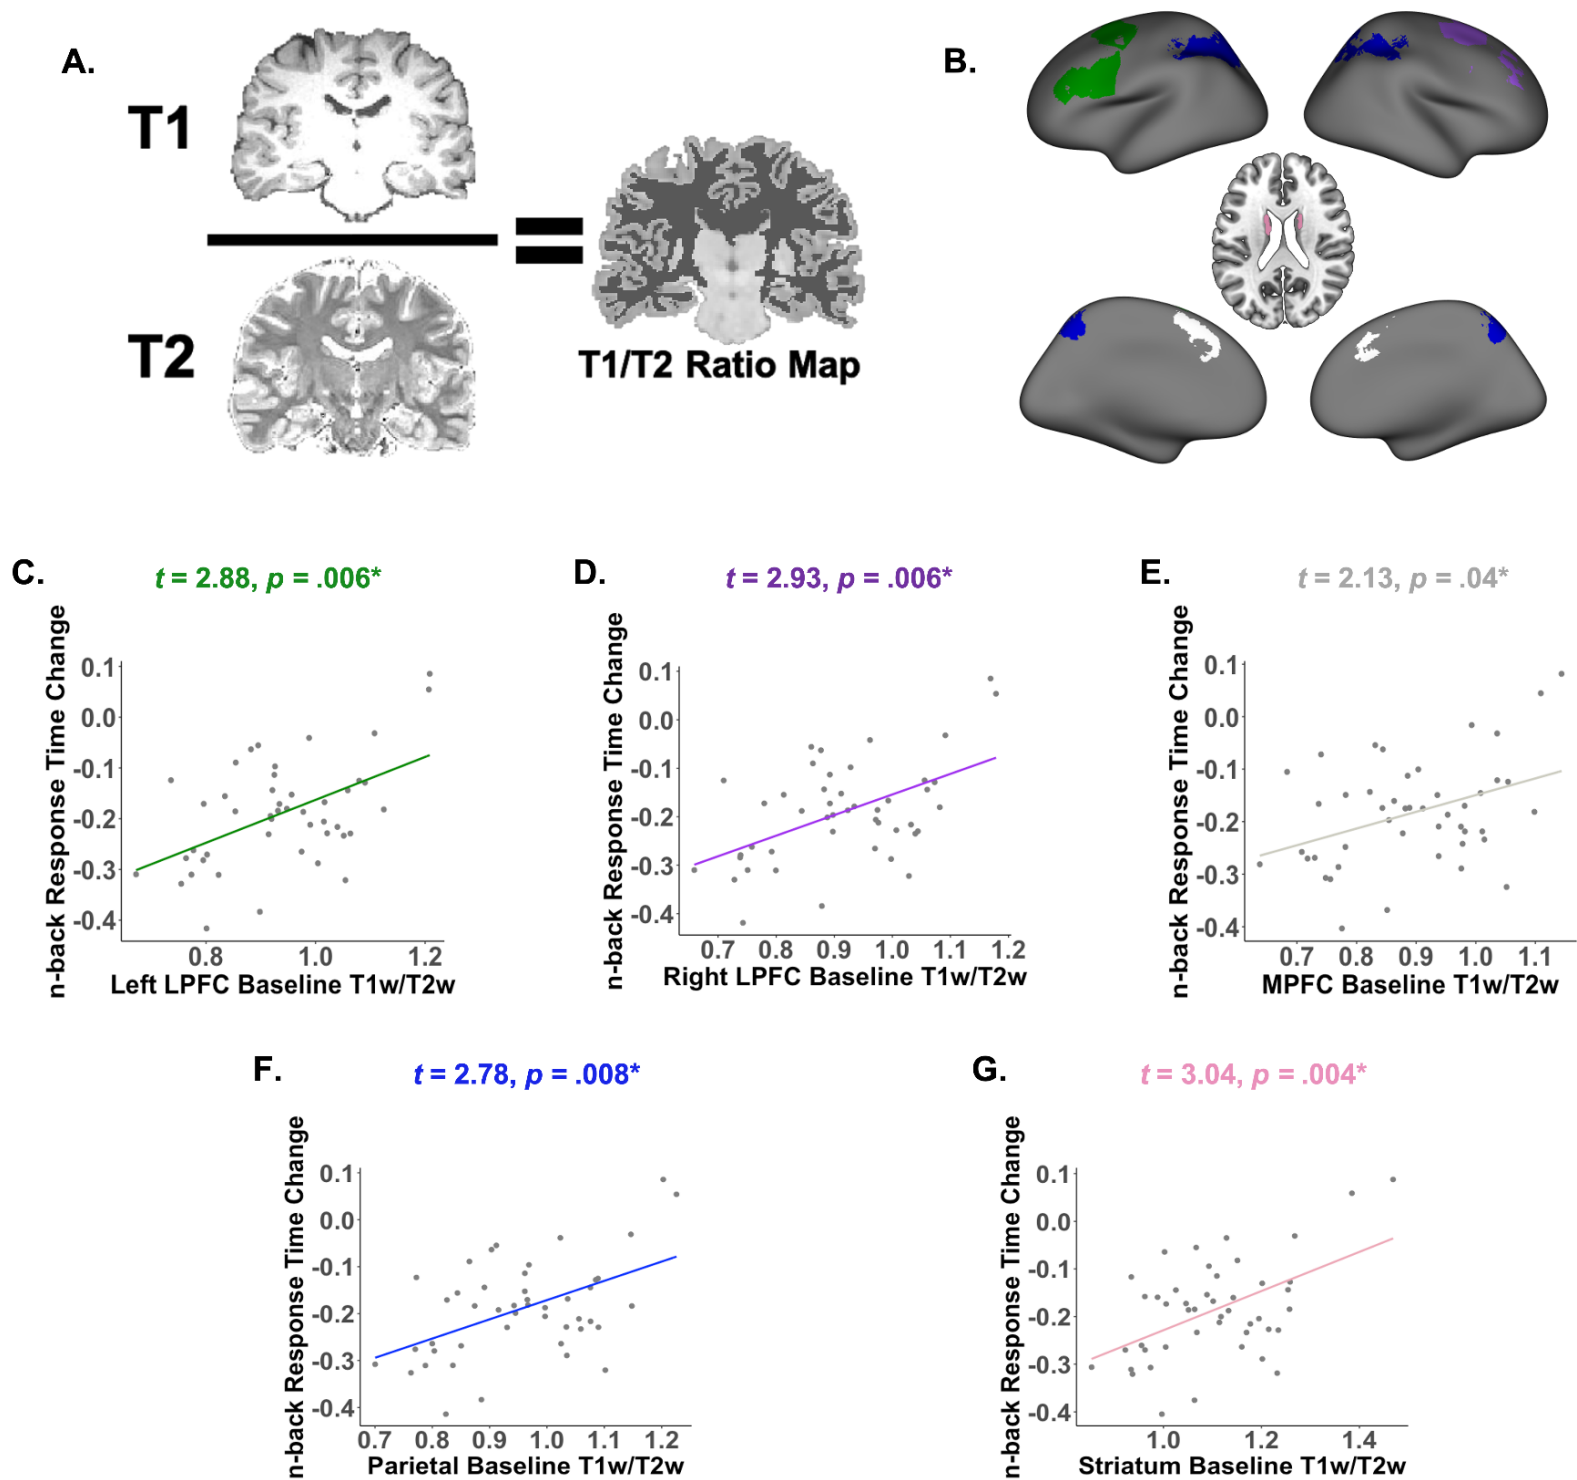 A.
T1
T2
T1/T2 Ratio Map
B.
C.
t = 2.88, p = .006*
n-back Response Time Change
0.1
0.0
-0.1
-0.2
-0.3
-0.4
0.8 1.0 1.2
Left LPFC Baseline T1w/T2w
D.
t = 2.93, p = .006*
n-back Response Time Change
0.1
0.0
-0.1
-0.2
-0.3
-0.4
0.7 0.8 0.9 1.0 1.1 1.2
Right LPFC Baseline T1w/T2w
E.
t = 2.13, p = .04*
n-back Response Time Change
0.1
0.0
-0.1
-0.2
-0.3
-0.4
0.7 0.8 0.9 1.0 1.1
MPFC Baseline T1w/T2w
F.
t = 2.78, p = .008*
n-back Response Time Change
0.1
0.0
-0.1
-0.2
-0.3
-0.4
0.7 0.8 0.9 1.0 1.1 1.2
Parietal Baseline T1w/T2w
G.
t = 3.04, p = .004*
n-back Response Time Change
0.1
0.0
-0.1
-0.2
-0.3
-0.4
1.0 1.2 1.4
Striatum Baseline T1w/T2w